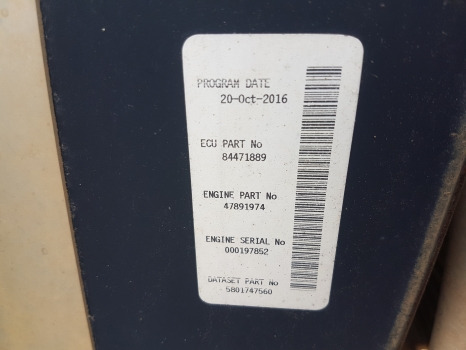 PROGRAM DATE
20-Oct-2016
ECU PART No
84471889
ENGINE PART No
47891974
ENGINE SERIAL No
000197852
DATASET PART No
5801747560